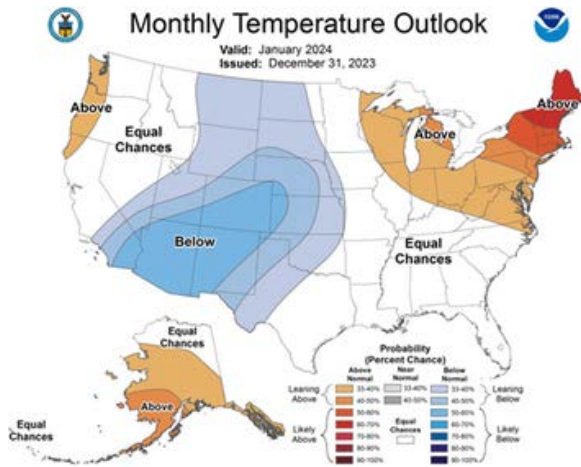 Monthly Temperature Outlook
Valid: January 2024
Issued: December 31, 2023
Above
Equal
Chances
Above
Above
Below
Equal
Chances
Equal
Chances
Above
Equal
Chances
Probability
(Percent Chance)
Above
Normal
Near
Normal
Below
Normal
Leaning
Above
Likely
Above
33-40%
40-50%
50-60%
60-70%
70-80%
80-90%
90-100%
33-40%
40-50%
Equal
Chances
33-40%
40-50%
50-60%
60-70%
70-80%
80-90%
90-100%
Leaning
Below
Likely
Below